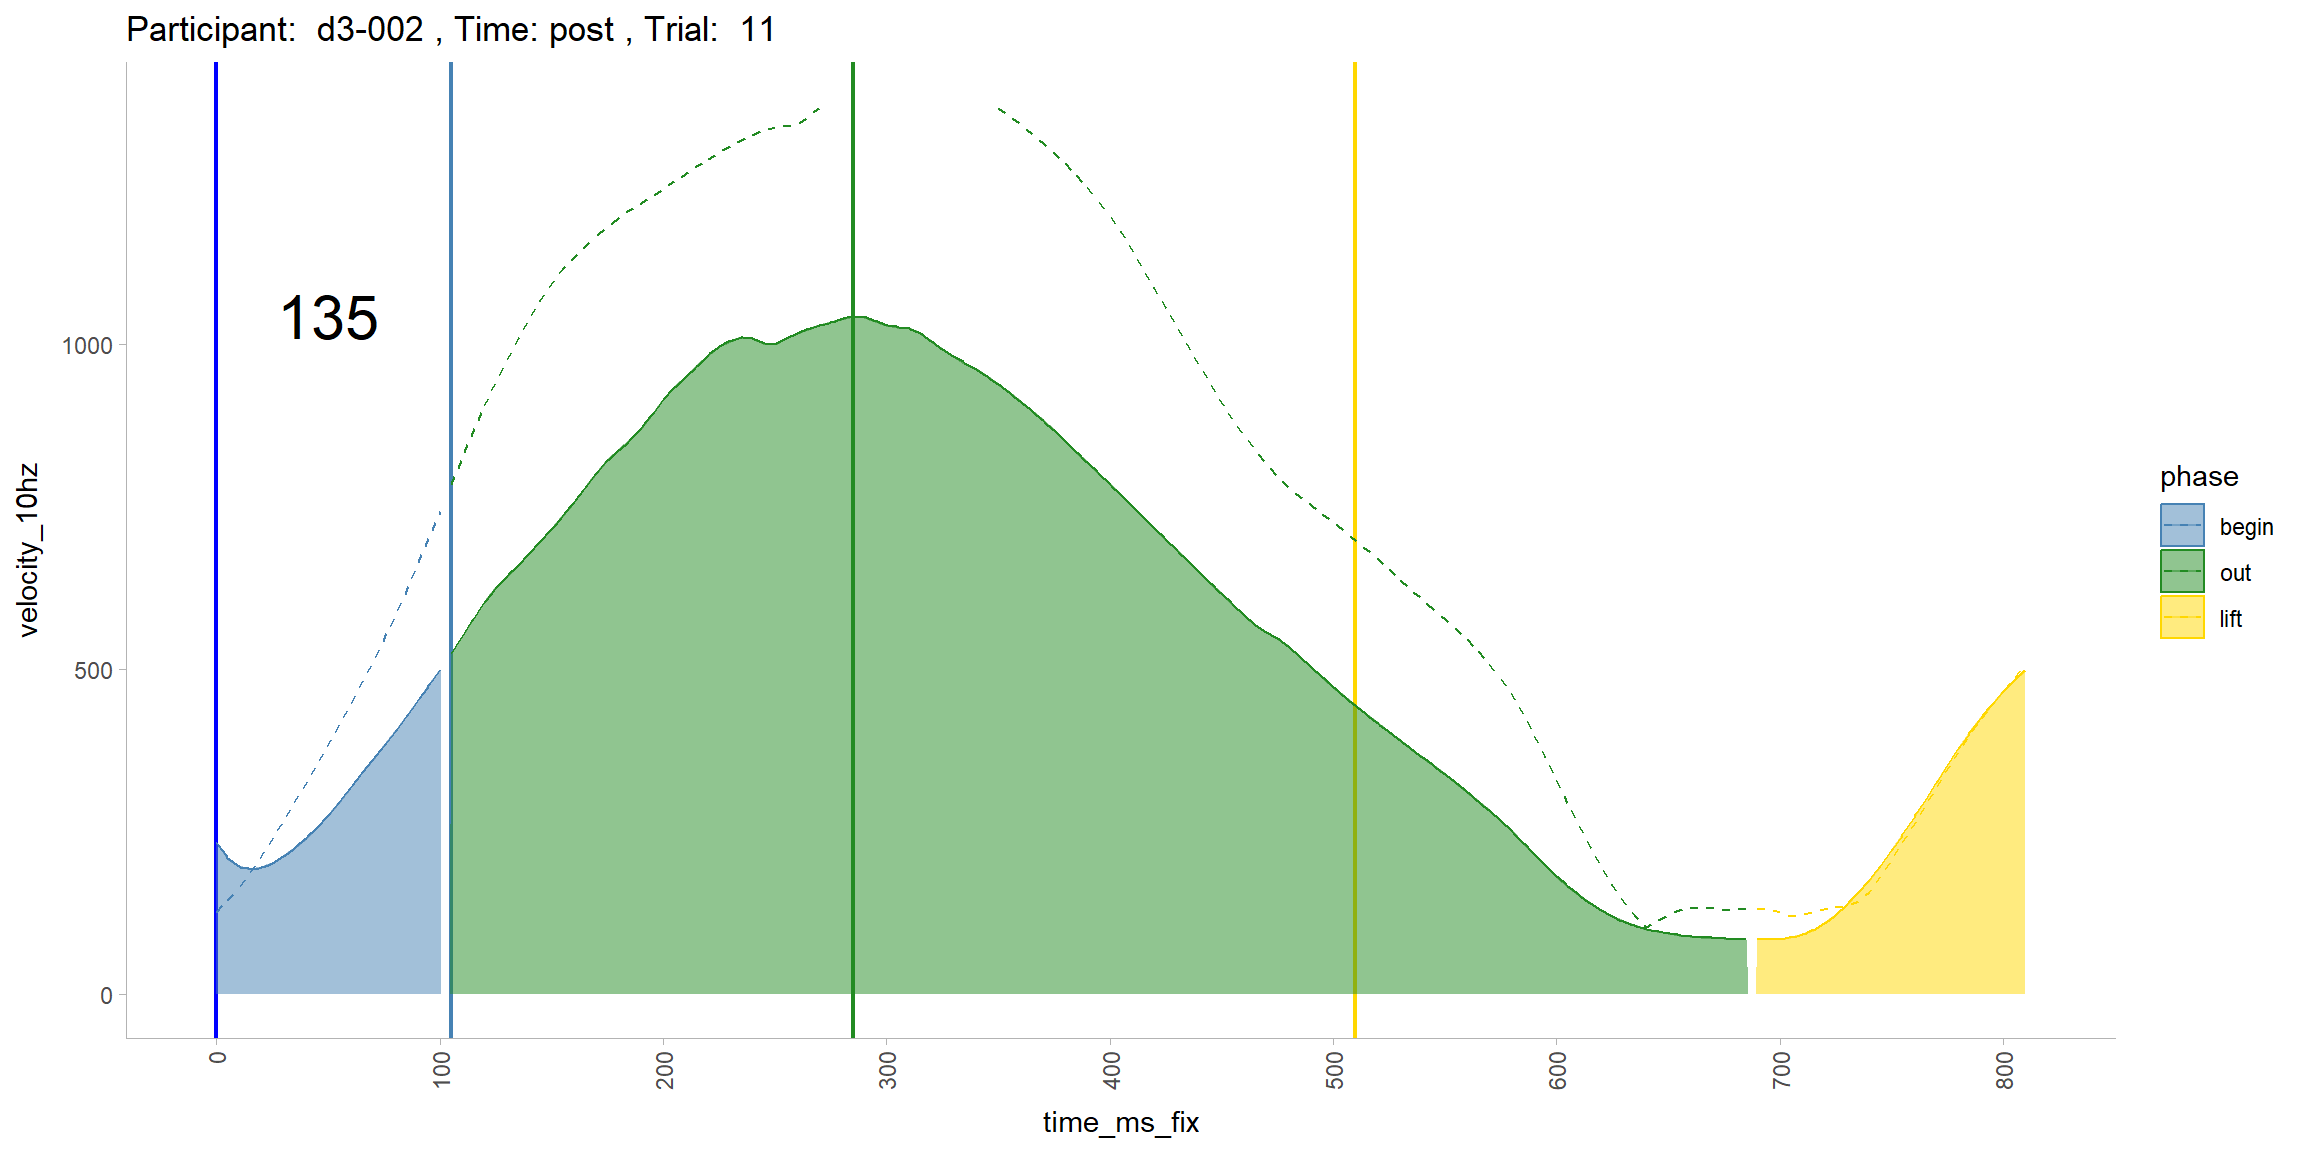 Participant:  d3-002 , Time: post , Trial:  11
135
1000
500
0
velocity_10hz
0
100
200
300
400
500
600
700
800
time_ms_fix
phase
begin
out
lift